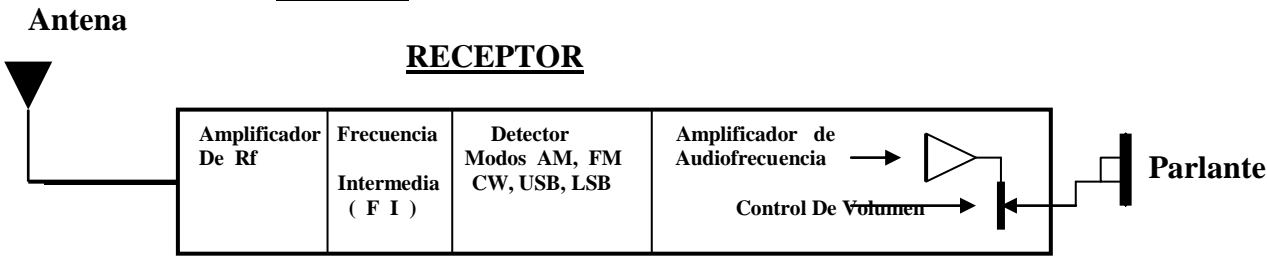 Antena
RECEPTOR
Amplificador
De Rf
Frecuencia
Intermedia
( F I )
Detector
Modos AM, FM
CW, USB, LSB
Amplificador de
Audiofrecuencia
Control De Volumen
Parlante